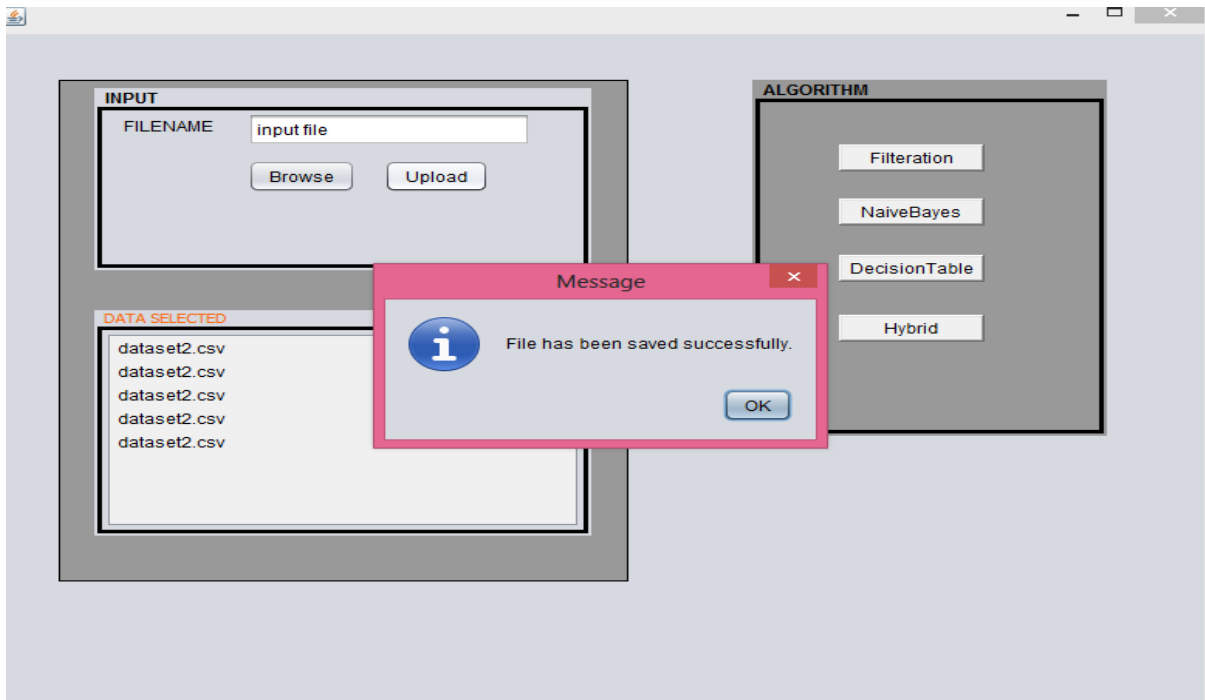 INPUT
FILENAME
input file
Browse
Upload
DATA SELECTED
dataset2.csv
dataset2.csv
dataset2.csv
dataset2.csv
dataset2.csv
Message
File has been saved successfully.
OK
ALGORITHM
Filteration
NaiveBayes
DecisionTable
Hybrid